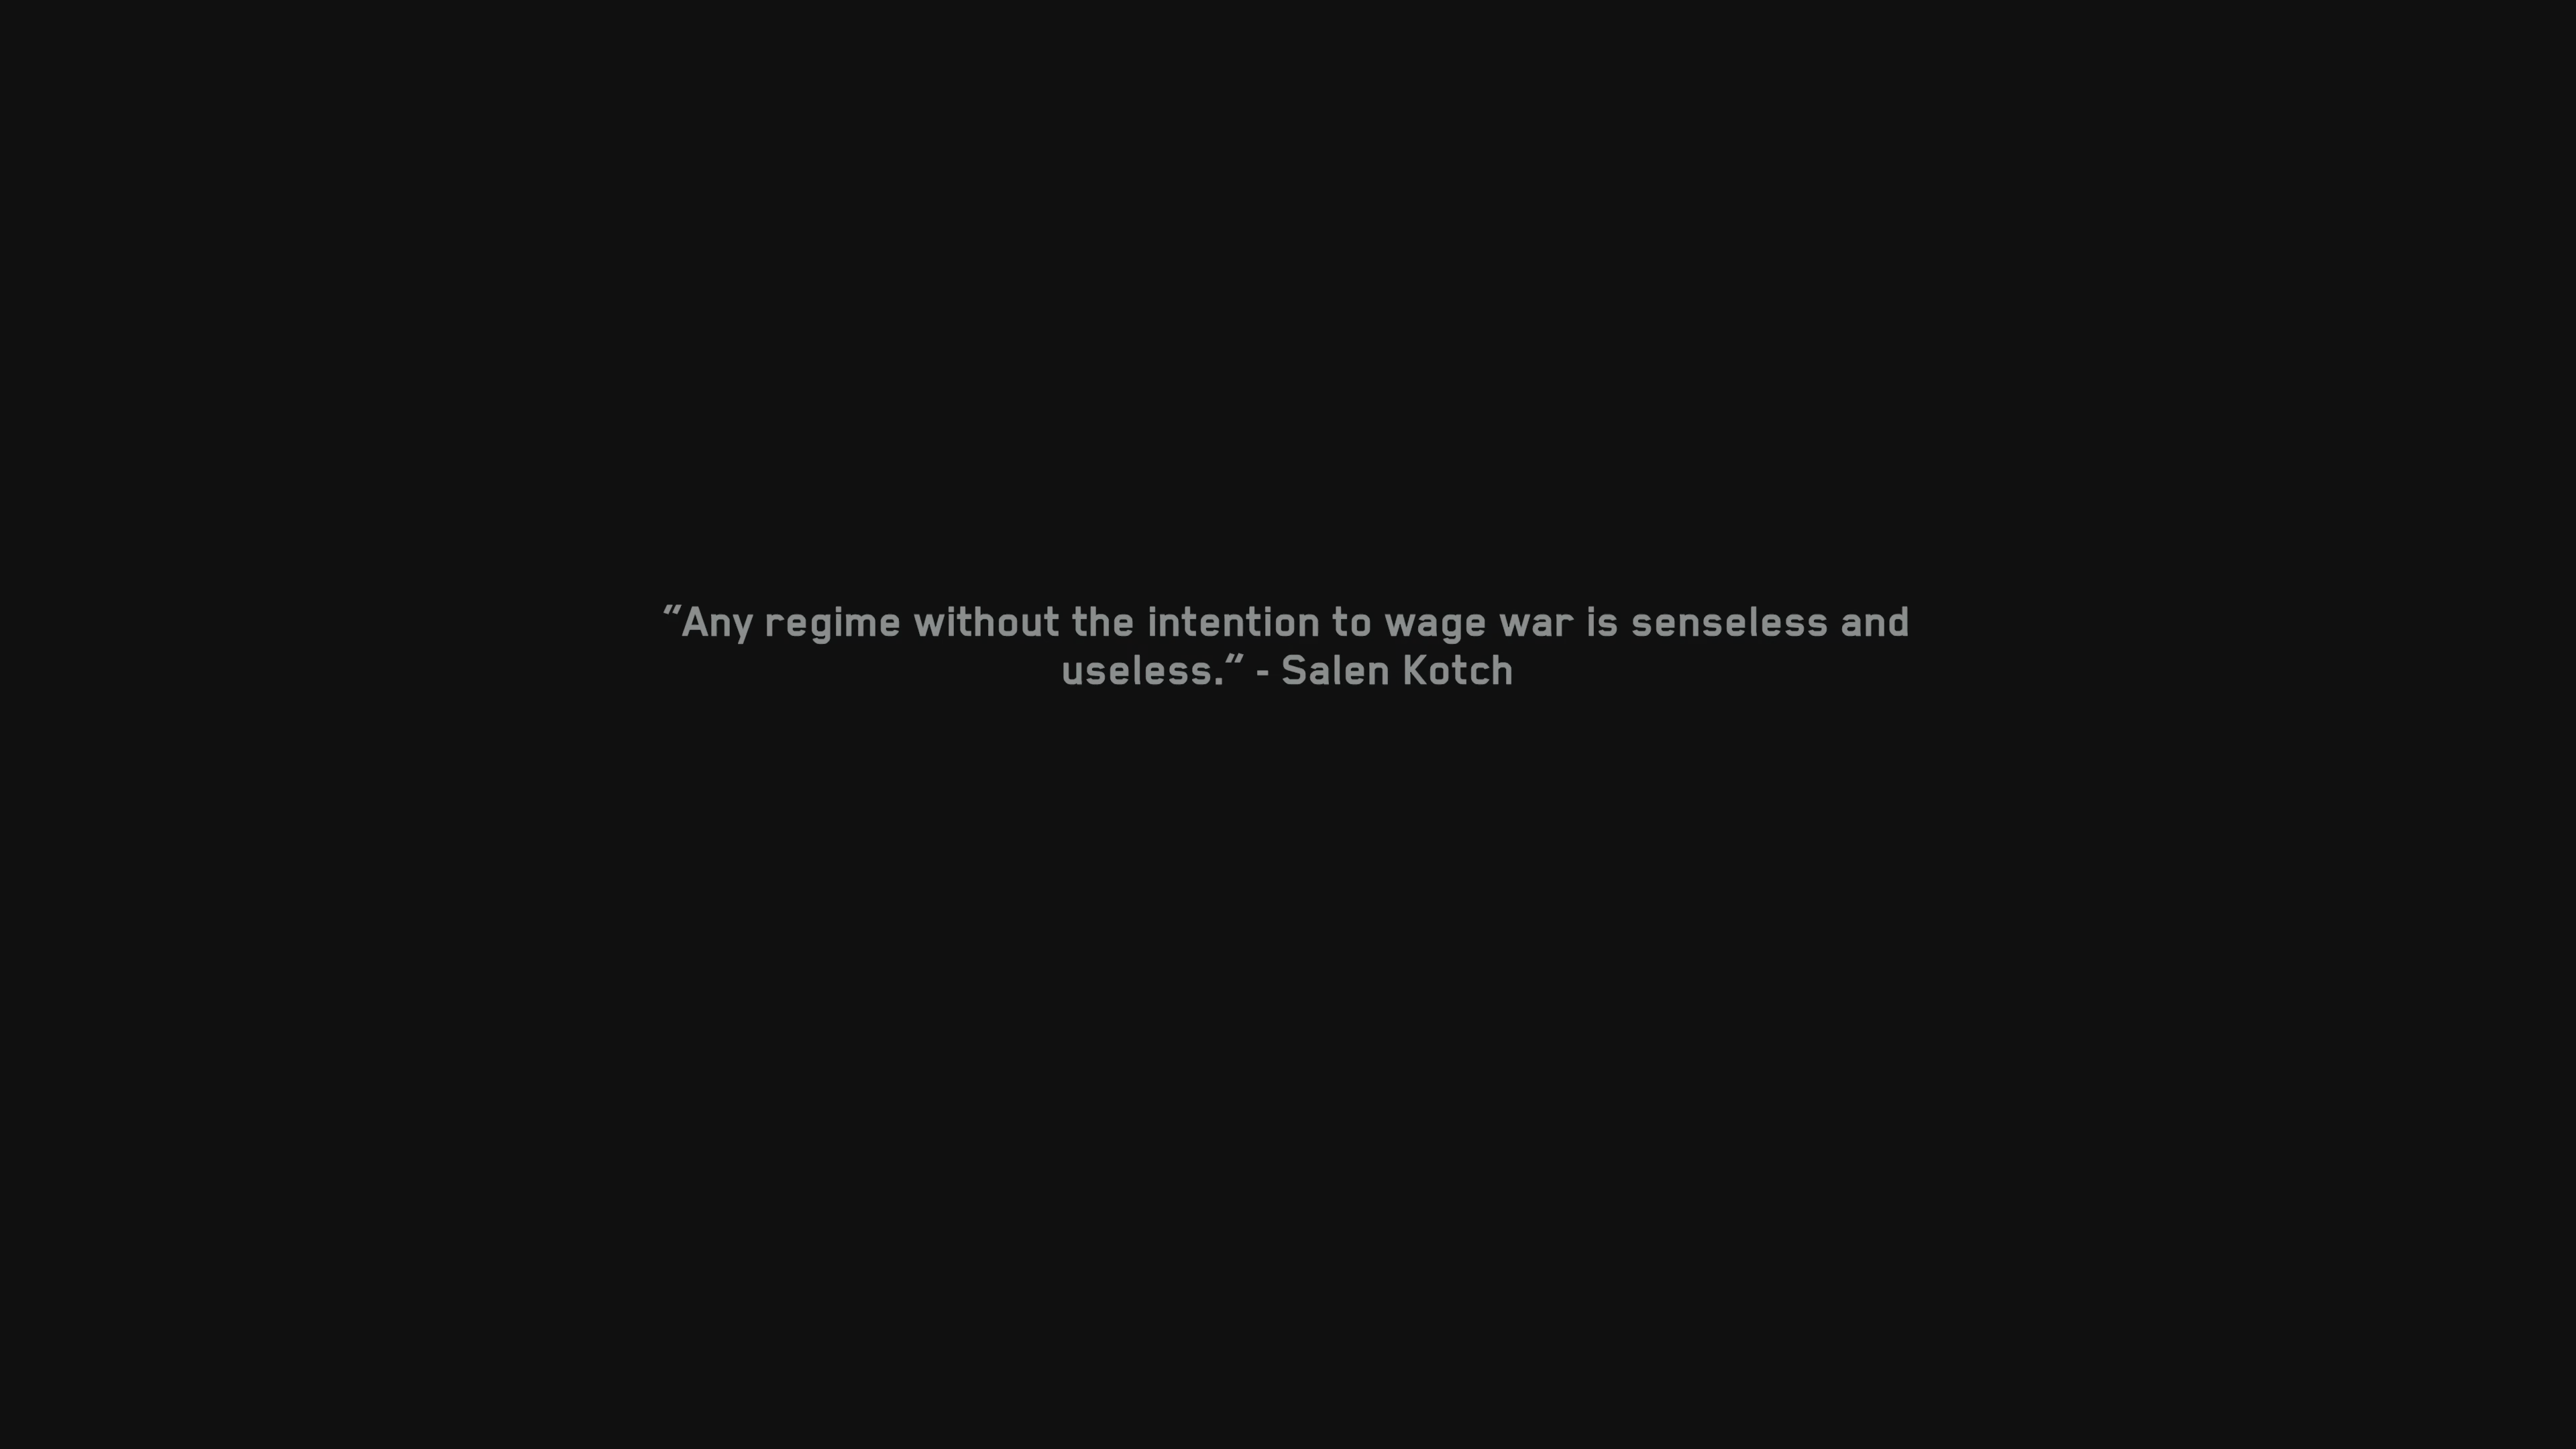 "Any regime without the intention to wage war is senseless and
useless." - Salen Kotch